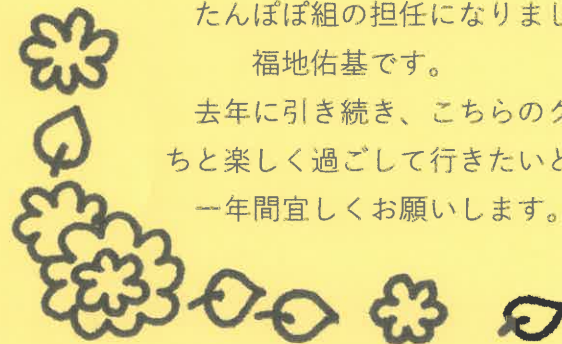 たんぽぽ組の担任になりまし
福地佑基です。
去年に引き続き、こちらのク
ちと楽しく過ごして行きたいと
一年間宜しくお願いします。